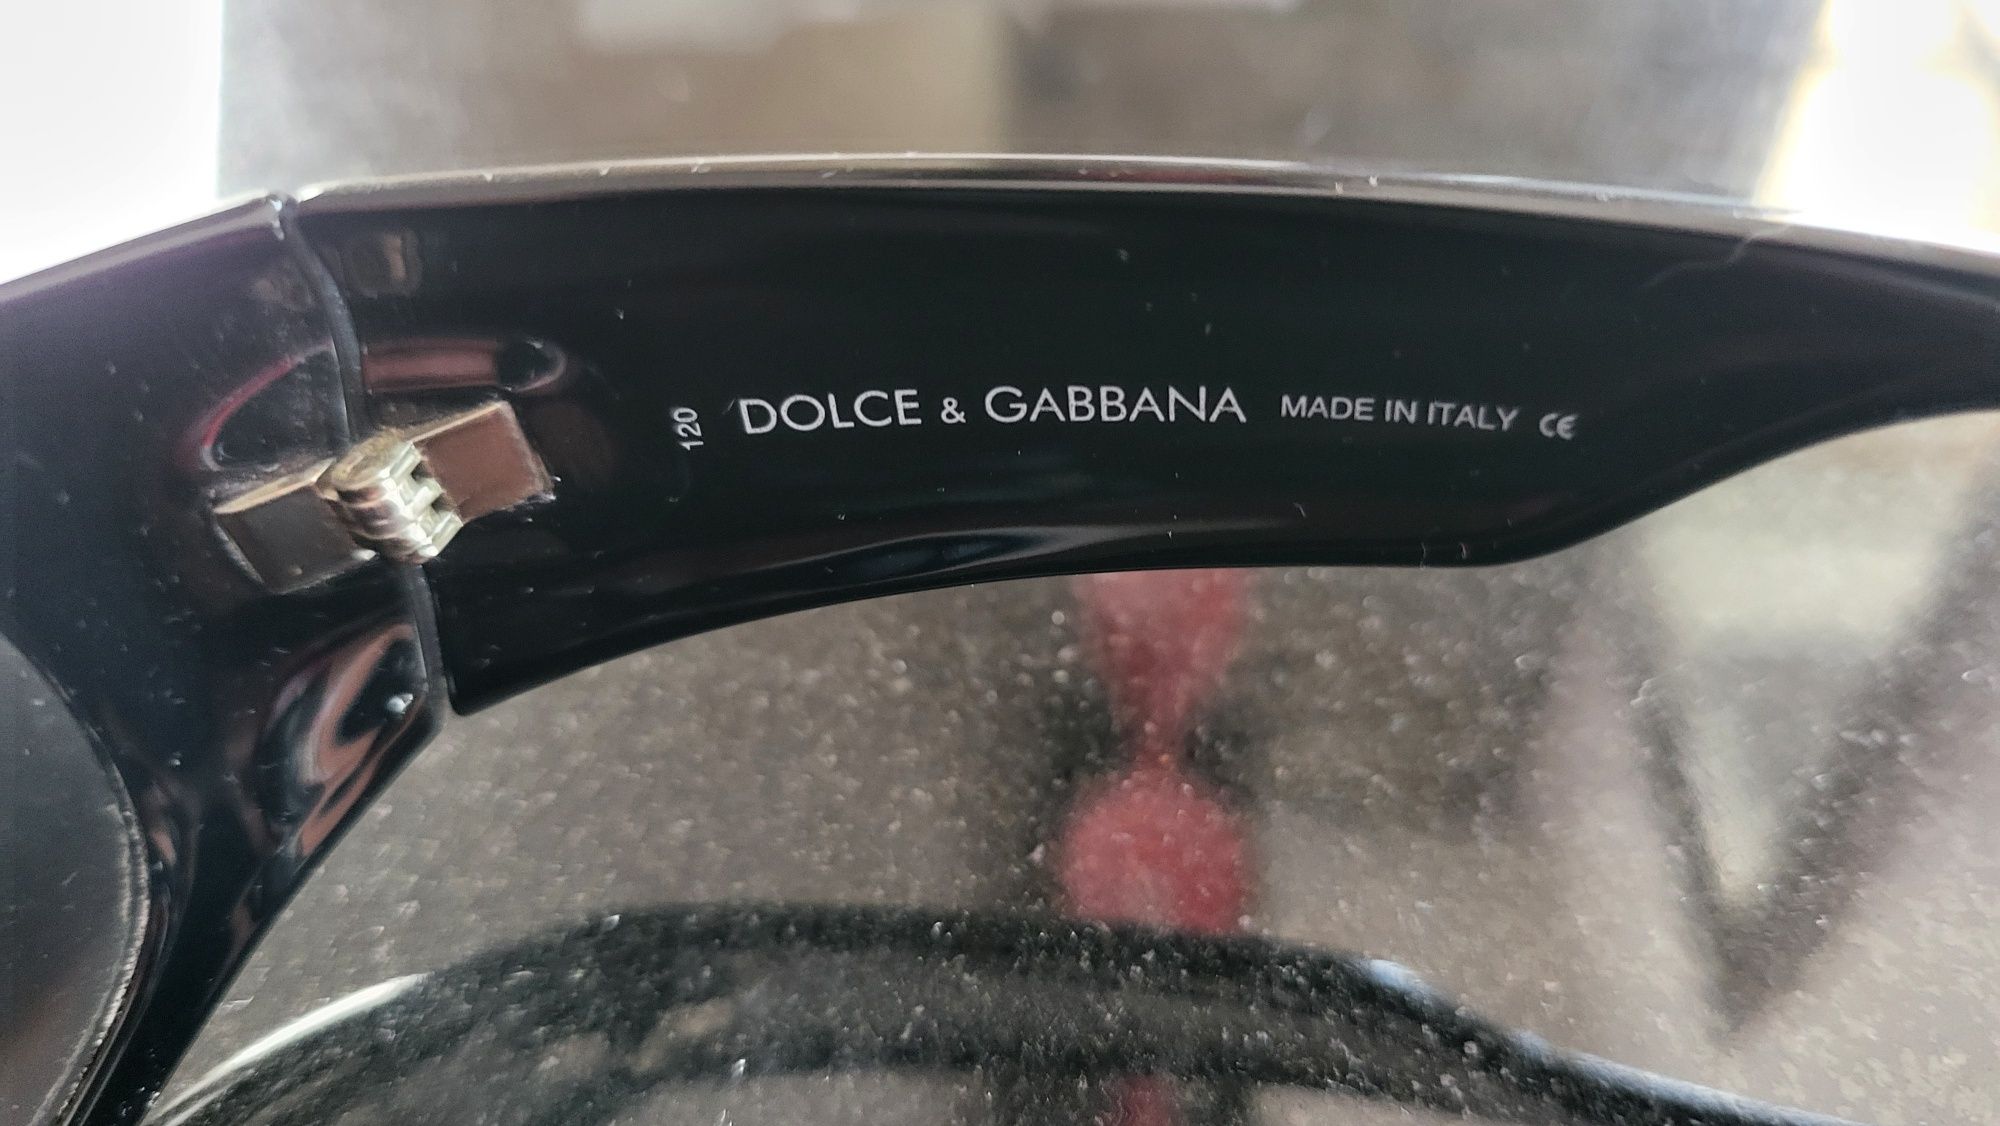 120
DOLCE & GABBANA MADE IN ITALY CE